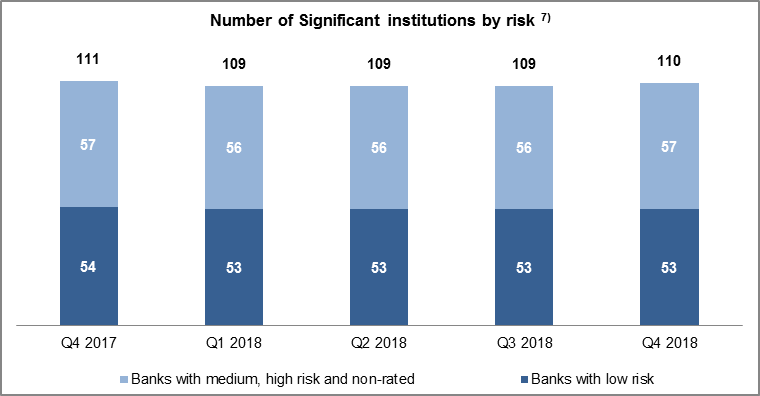 Number of Significant institutions by risk 7)
111 109 109 109 110
57 56 56 56 57
54 53 53 53 53
Q4 2017 Q1 2018 Q2 2018 Q3 2018 Q4 2018
Banks with medium, high risk and non-rated Banks with low risk